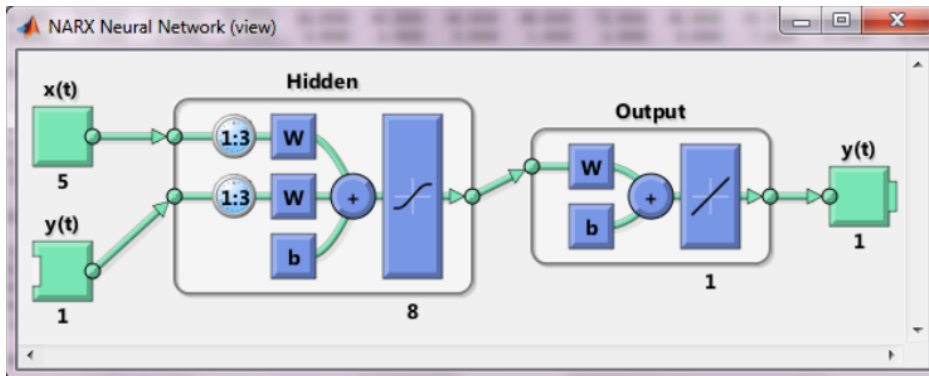 NARX Neural Network (view)
Hidden
x(t)
1:3
W
5
Output
y(t)
1:3
W
+
W
+
y(t)
b
b
1
1
8
1